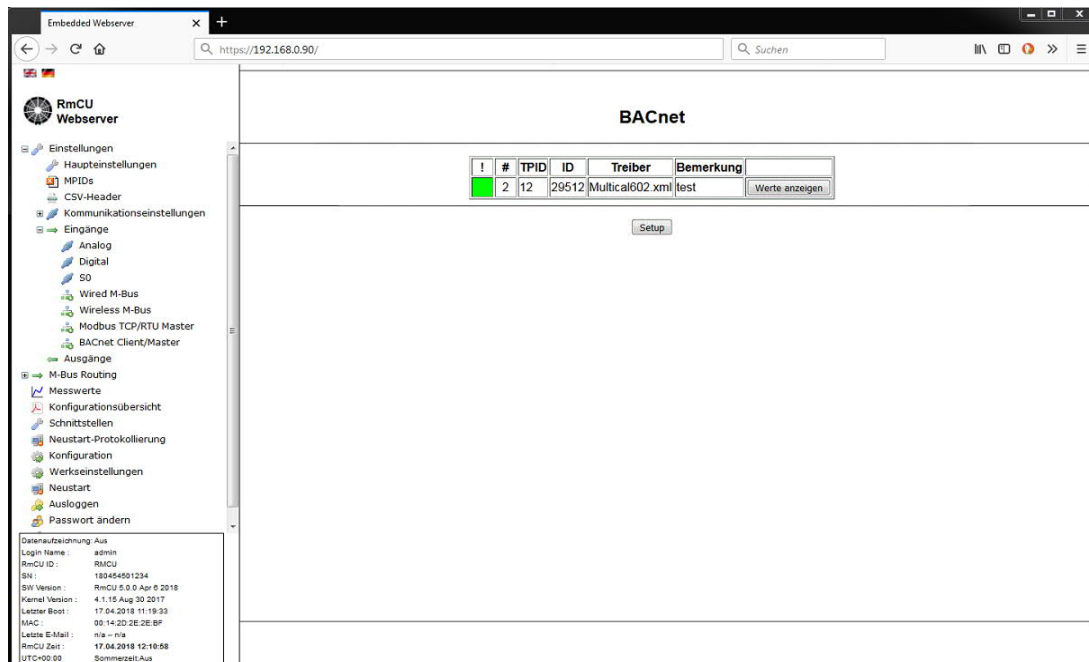 Embedded Webserver
https://192.168.0.90/
Suchen
RmCU
Webserver
Einstellungen
Haupteinstellungen
MPIDs
CSV-Header
Kommunikationseinstellungen
Eingänge
Analog
Digital
S0
Wired M-Bus
Wireless M-Bus
Modbus TCP/RTU Master
BACnet Client/Master
Ausgänge
M-Bus Routing
Messwerte
Konfigurationsübersicht
Schnittstellen
Neustart-Protokollierung
Konfiguration
Werkseinstellungen
Neustart
Ausloggen
Passwort ändern
Datenaufzeichnung: Aus
Login Name : admin
RmCU ID : RMCU
SN : 180454501234
SW Version : RmCU 5.0.0 Apr 6 2018
Kernel Version : 4.1.15 Aug 30 2017
Letzter Boot : 17.04.2018 11:19:33
MAC : 00:14:2D:2E:2E:BF
Letzte E-Mail : n/a -- n/a
RmCU Zeit : 17.04.2018 12:10:58
UTC+00:00 Sommerzeit:Aus
BACnet
! # TPID ID Treiber Bemerkung
2 12 29512 Multical602.xml test Werte anzeigen
Setup